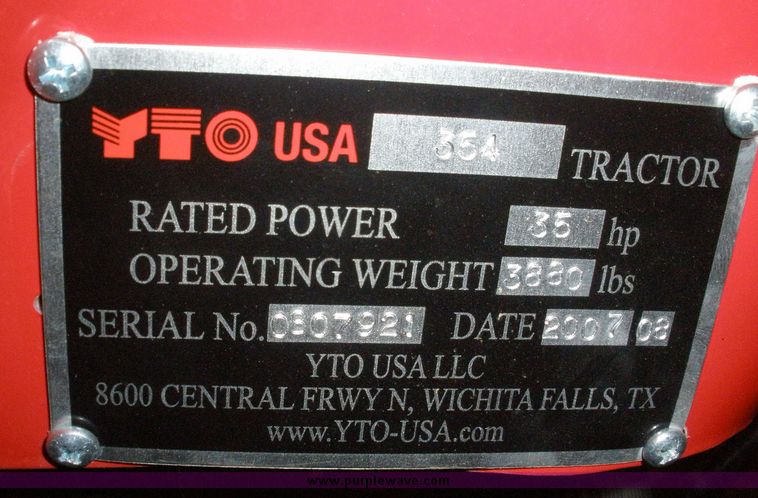 YTO USA 354 TRACTOR
RATED POWER 35 hp
OPERATING WEIGHT 3880 lbs
SERIAL No. 0807921 DATE 2007 08
YTO USA LLC
8600 CENTRAL FRWY N, WICHITA FALLS, TX
www.YTO-USA.com
www.purplewave.com